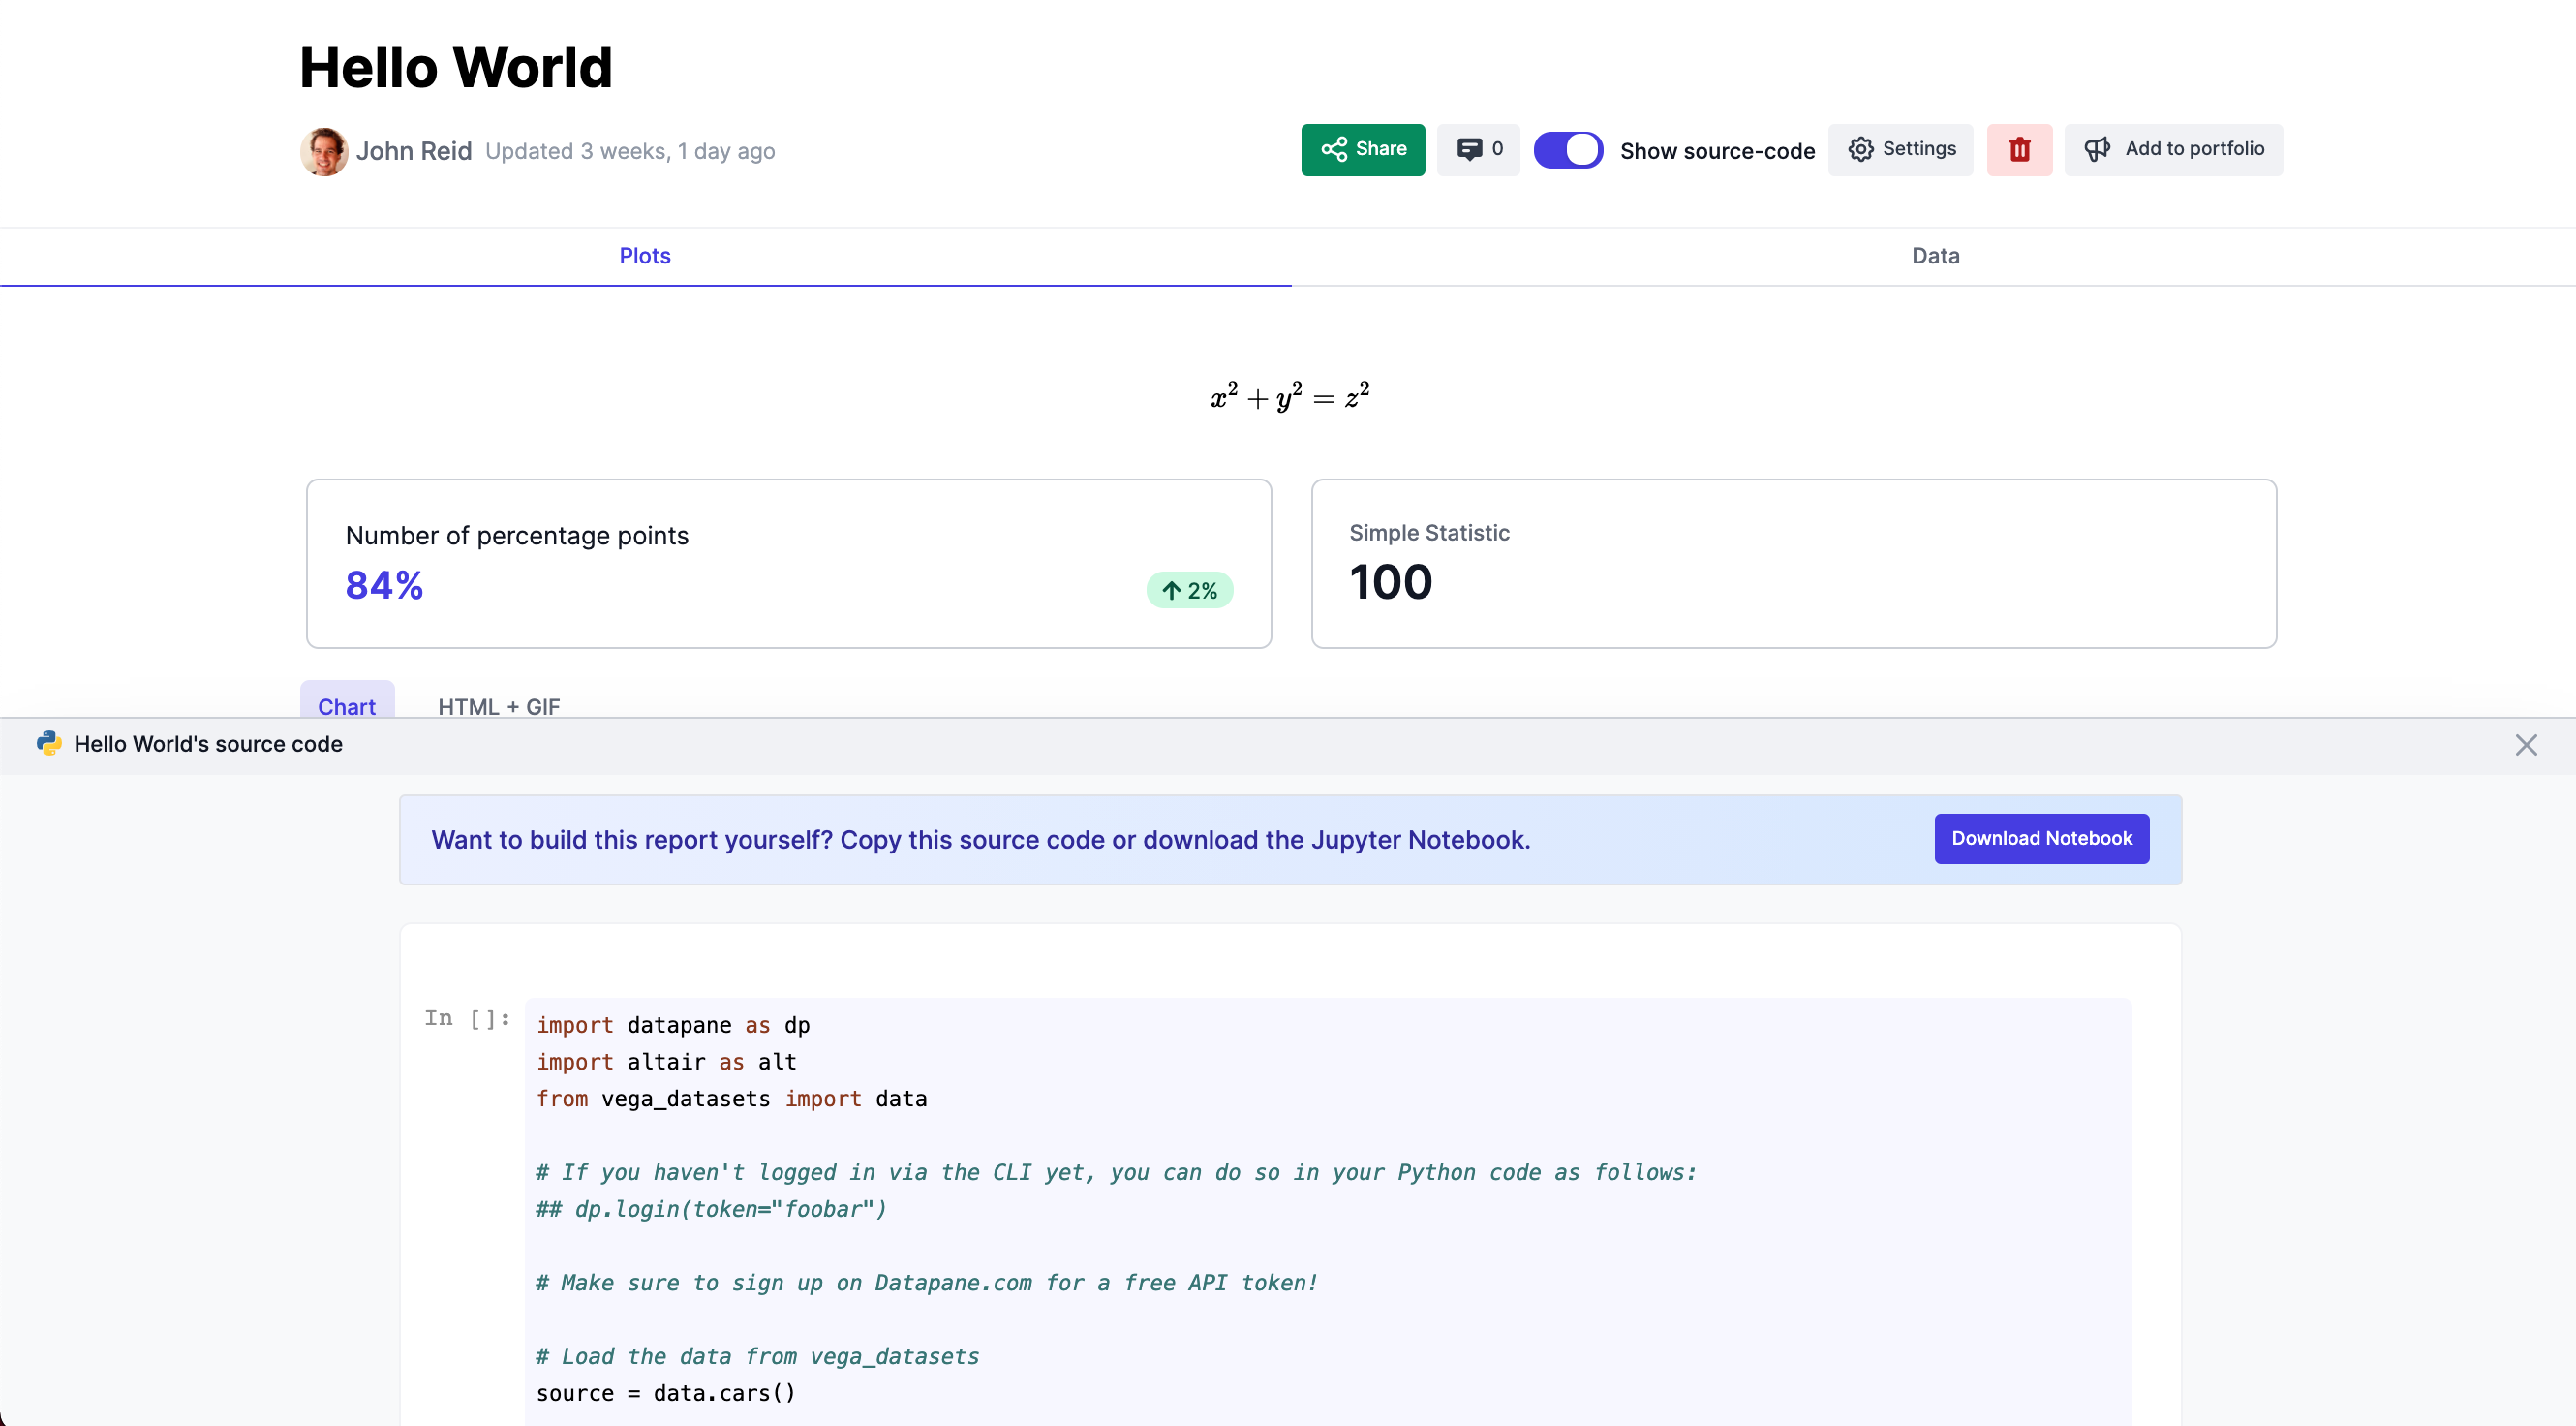 Hello World
John Reid Updated 3 weeks, 1 day ago
Share 0 Show source-code Settings Add to portfolio
Plots Data
x² + y² = z²
Number of percentage points
84% 2%
Simple Statistic
100
Chart HTML + GIF
Hello World's source code
Want to build this report yourself? Copy this source code or download the Jupyter Notebook. Download Notebook
In []:
import datapane as dp
import altair as alt
from vega_datasets import data
# If you haven't logged in via the CLI yet, you can do so in your Python code as follows:
## dp.login(token="foobar")
# Make sure to sign up on Datapane.com for a free API token!
# Load the data from vega_datasets
source = data.cars()